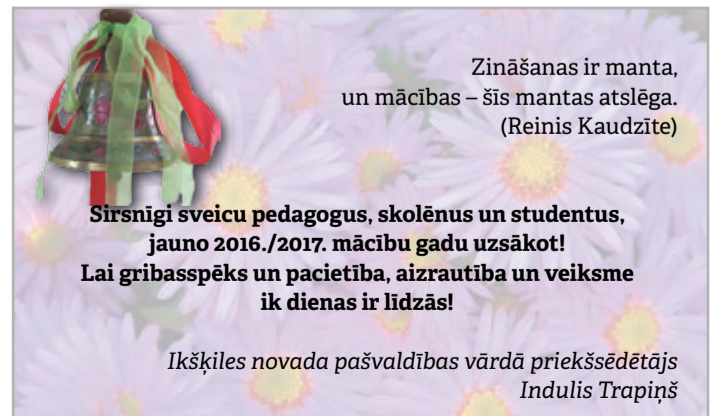 Zināšanas ir manta,
un mācības – šīs mantas atslēga.
(Reinis Kaudzīte)
Sirsnīgi sveicu pedagogus, skolēnus un studentus,
jauno 2016./2017. mācību gadu uzsākot!
Lai gribasspēks un pacietība, aizrautība un veiksme
ik dienas ir līdzās!
Ikšķiles novada pašvaldības vārdā priekšsēdētājs
Indulis Trapiņš